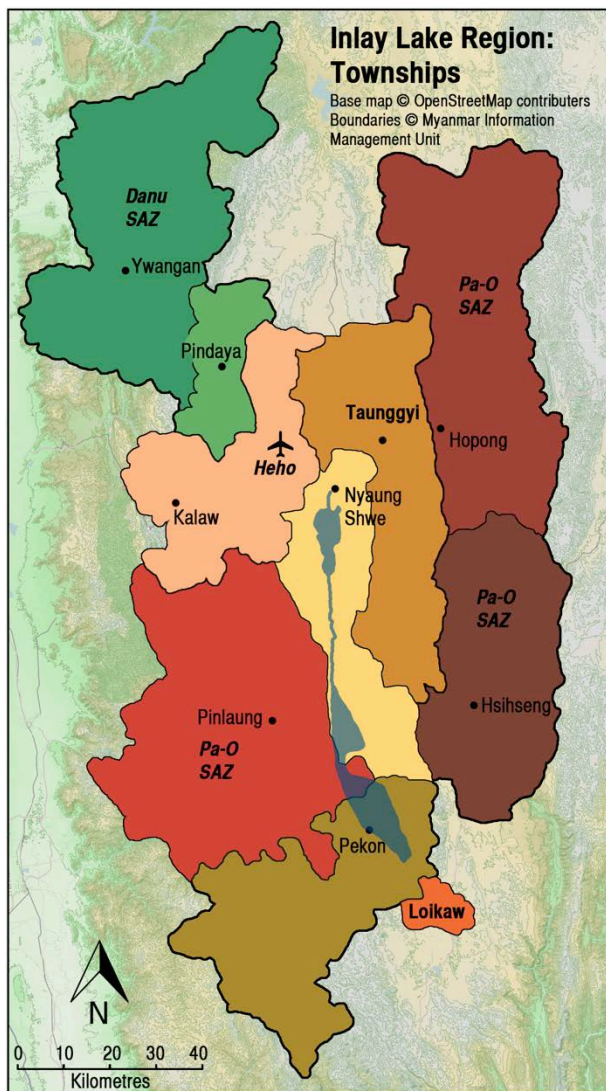 Inlay Lake Region:
Townships
Base map © OpenStreetMap contributers
Boundaries © Myanmar Information
Management Unit
Danu
SAZ
Ywangan
Pa-O
SAZ
Pindaya
Taunggyi
Hopong
Heho
Nyaung
Shwe
Kalaw
Pa-O
SAZ
Hsihseng
Pinlaung
Pa-O
SAZ
Pekon
Loikaw
N
0 10 20 30 40
Kilometres